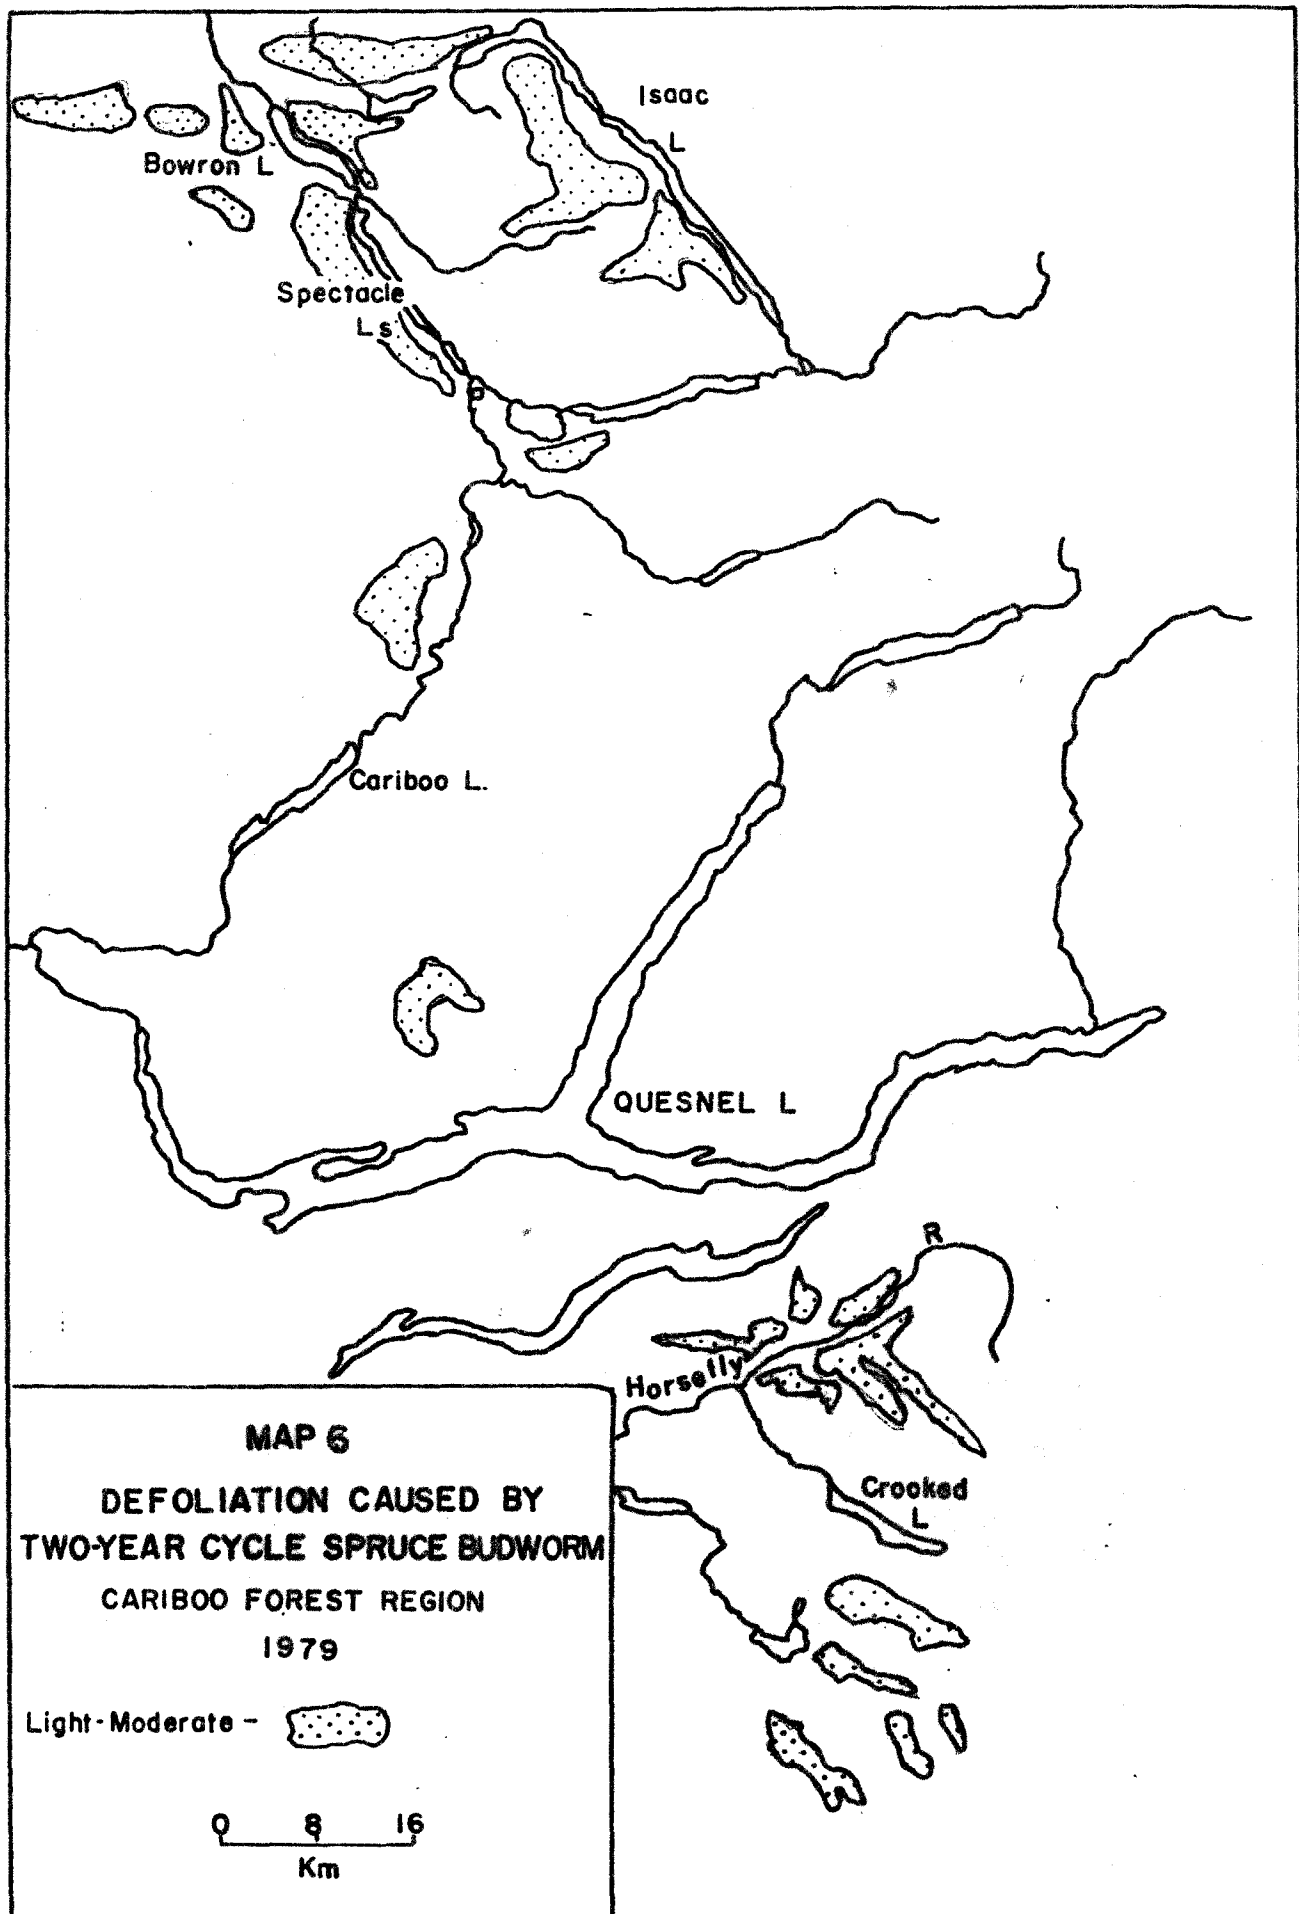 Isaac
L
Bowron L
Spectacle
Ls
Cariboo L.
QUESNEL L
R
Horsefly
Crooked
L
MAP 6
DEFOLIATION CAUSED BY
TWO-YEAR CYCLE SPRUCE BUDWORM
CARIBOO FOREST REGION
1979
Light-Moderate -
0 8 16
Km